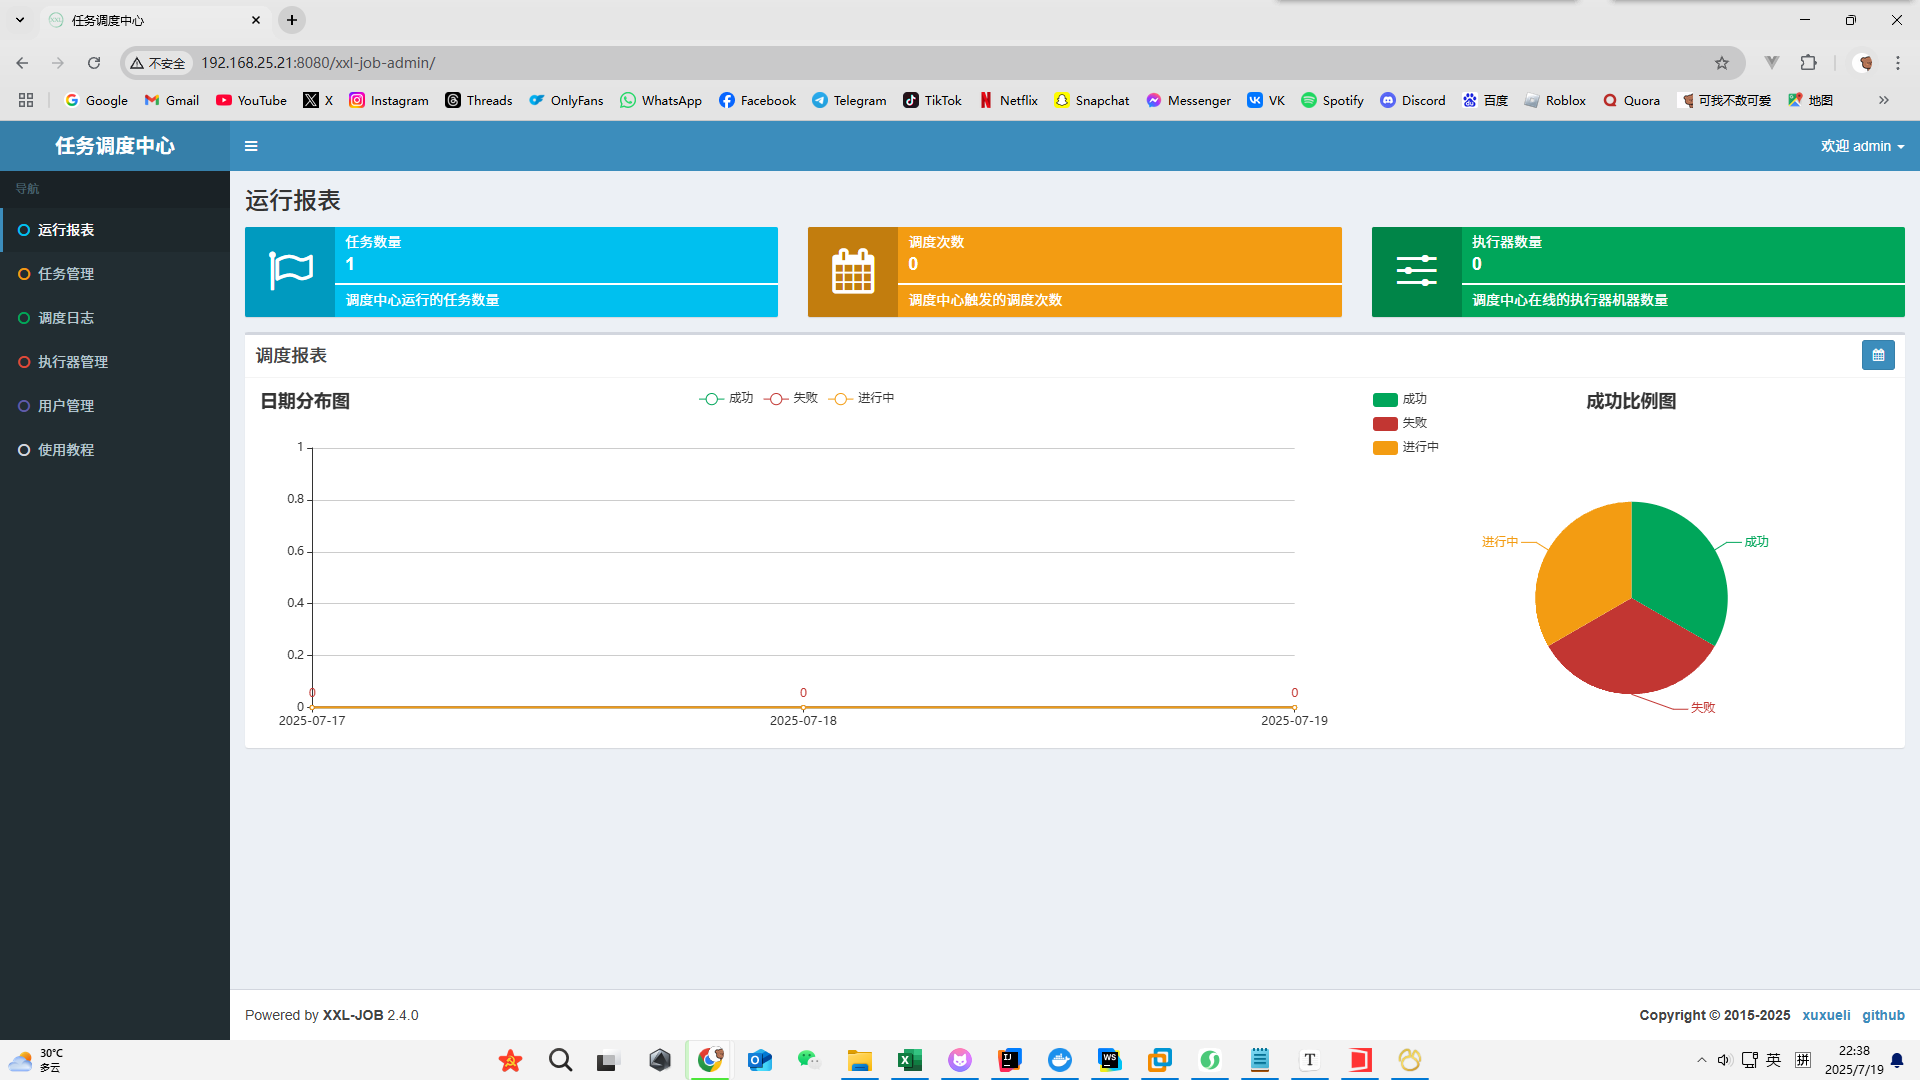 任务调度中心
不安全 192.168.25.21:8080/xxl-job-admin/
Google Gmail YouTube X Instagram Threads OnlyFans WhatsApp Facebook Telegram TikTok Netflix Snapchat Messenger VK Spotify Discord 百度 Roblox Quora 可我不敌可爱 地图
任务调度中心
欢迎 admin
导航
运行报表
任务管理
调度日志
执行器管理
用户管理
使用教程
运行报表
任务数量
1
调度中心运行的任务数量
调度次数
0
调度中心触发的调度次数
执行器数量
0
调度中心在线的执行器机器数量
调度报表
日期分布图
成功 失败 进行中
1
0.8
0.6
0.4
0.2
0
0 0 0
2025-07-17 2025-07-18 2025-07-19
成功
失败
进行中
成功比例图
进行中
成功
失败
Powered by XXL-JOB 2.4.0
Copyright © 2015-2025 xuxueli github
30°C
多云
英
拼
22:38
2025/7/19